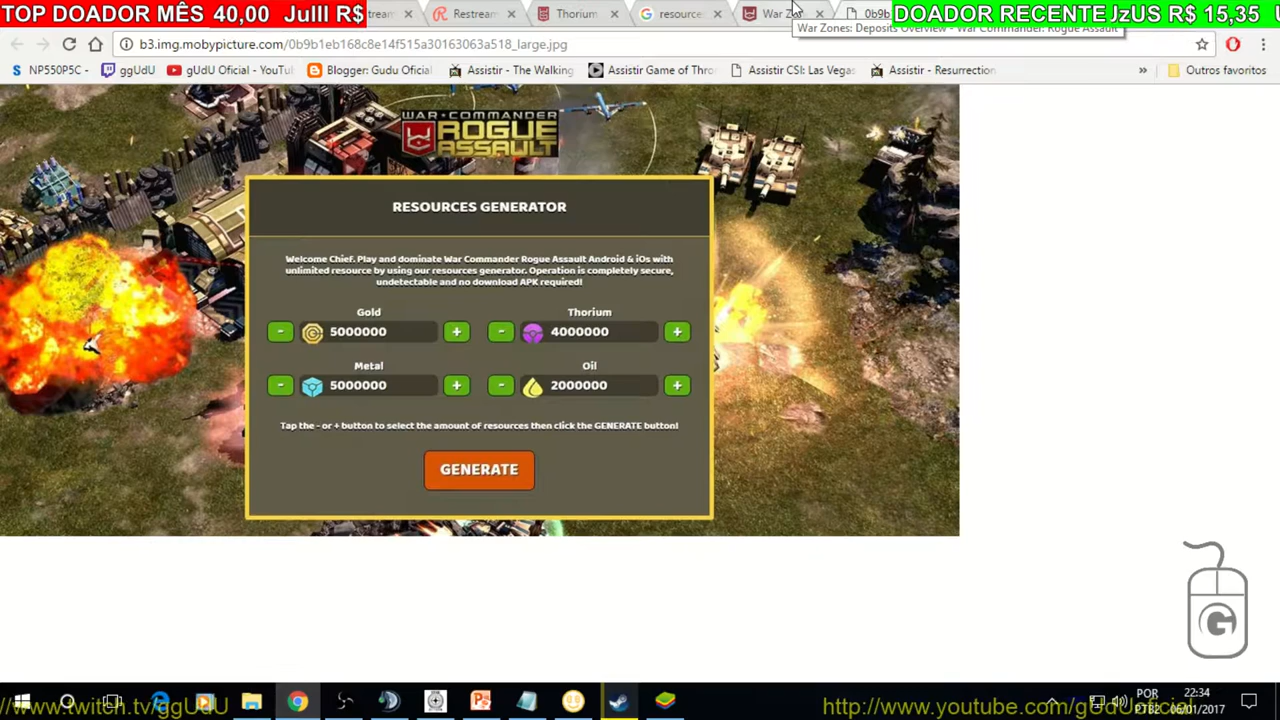 TOP DOADOR MÊS 40,00 JulII R$
tream
Restream
Thorium
resource
War Z
0b9b
DOADOR RECENTE JzUS R$ 15,35
War Zones: Deposits Overview - War Commander: Rogue Assault
b3.img.mobypicture.com/0b9b1eb168c8e14f515a30163063a518_large.jpg
NP550P5C -
ggUdU
gUdU Oficial - YouTu
Blogger: Gudu Oficial
Assistir - The Walking
Assistir Game of Thro
Assistir CSI: Las Vegas
Assistir - Resurrection
»
Outros favoritos
WAR COMMANDER
ROGUE
ASSAULT
RESOURCES GENERATOR
Welcome Chief. Play and dominate War Commander Rogue Assault Android & iOs with
unlimited resource by using our resources generator. Operation is completely secure,
undetectable and no download APK required!
Gold Thorium
- 5000000 + - 4000000 +
Metal Oil
- 5000000 + - 2000000 +
Tap the - or + button to select the amount of resources then click the GENERATE button!
GENERATE
G
POR 22:34
PTB2 05/01/2017
/www.twitch.tv/ggUdU
http://www.youtube.com/guduoficial